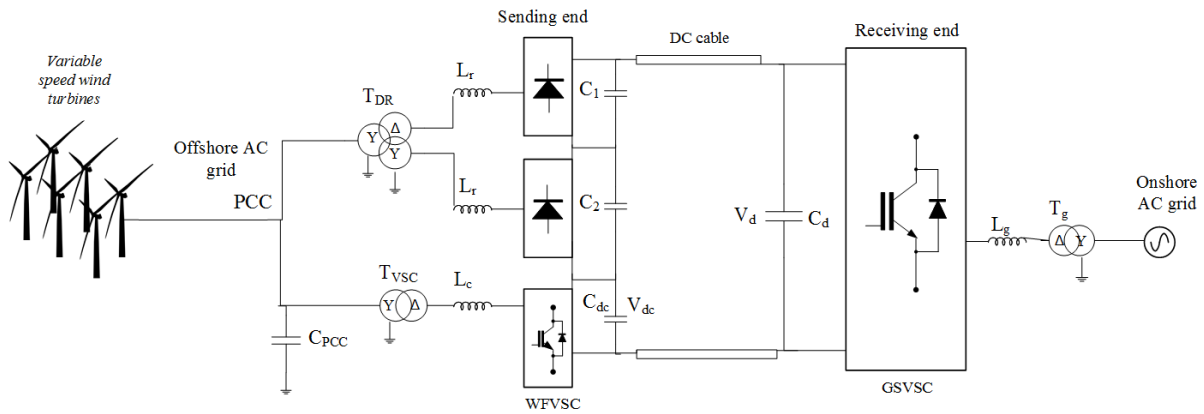 Sending end
Receiving end
DC cable
Variable
speed wind
turbines
L_r
C_1
T_DR
Δ
Y
Y
Offshore AC
grid
PCC
L_r
C_2
V_d
C_d
Onshore
AC grid
L_g
T_g
Δ
Y
T_VSC
L_c
Y
Δ
C_dc
V_dc
C_PCC
WFVSC
GSVSC